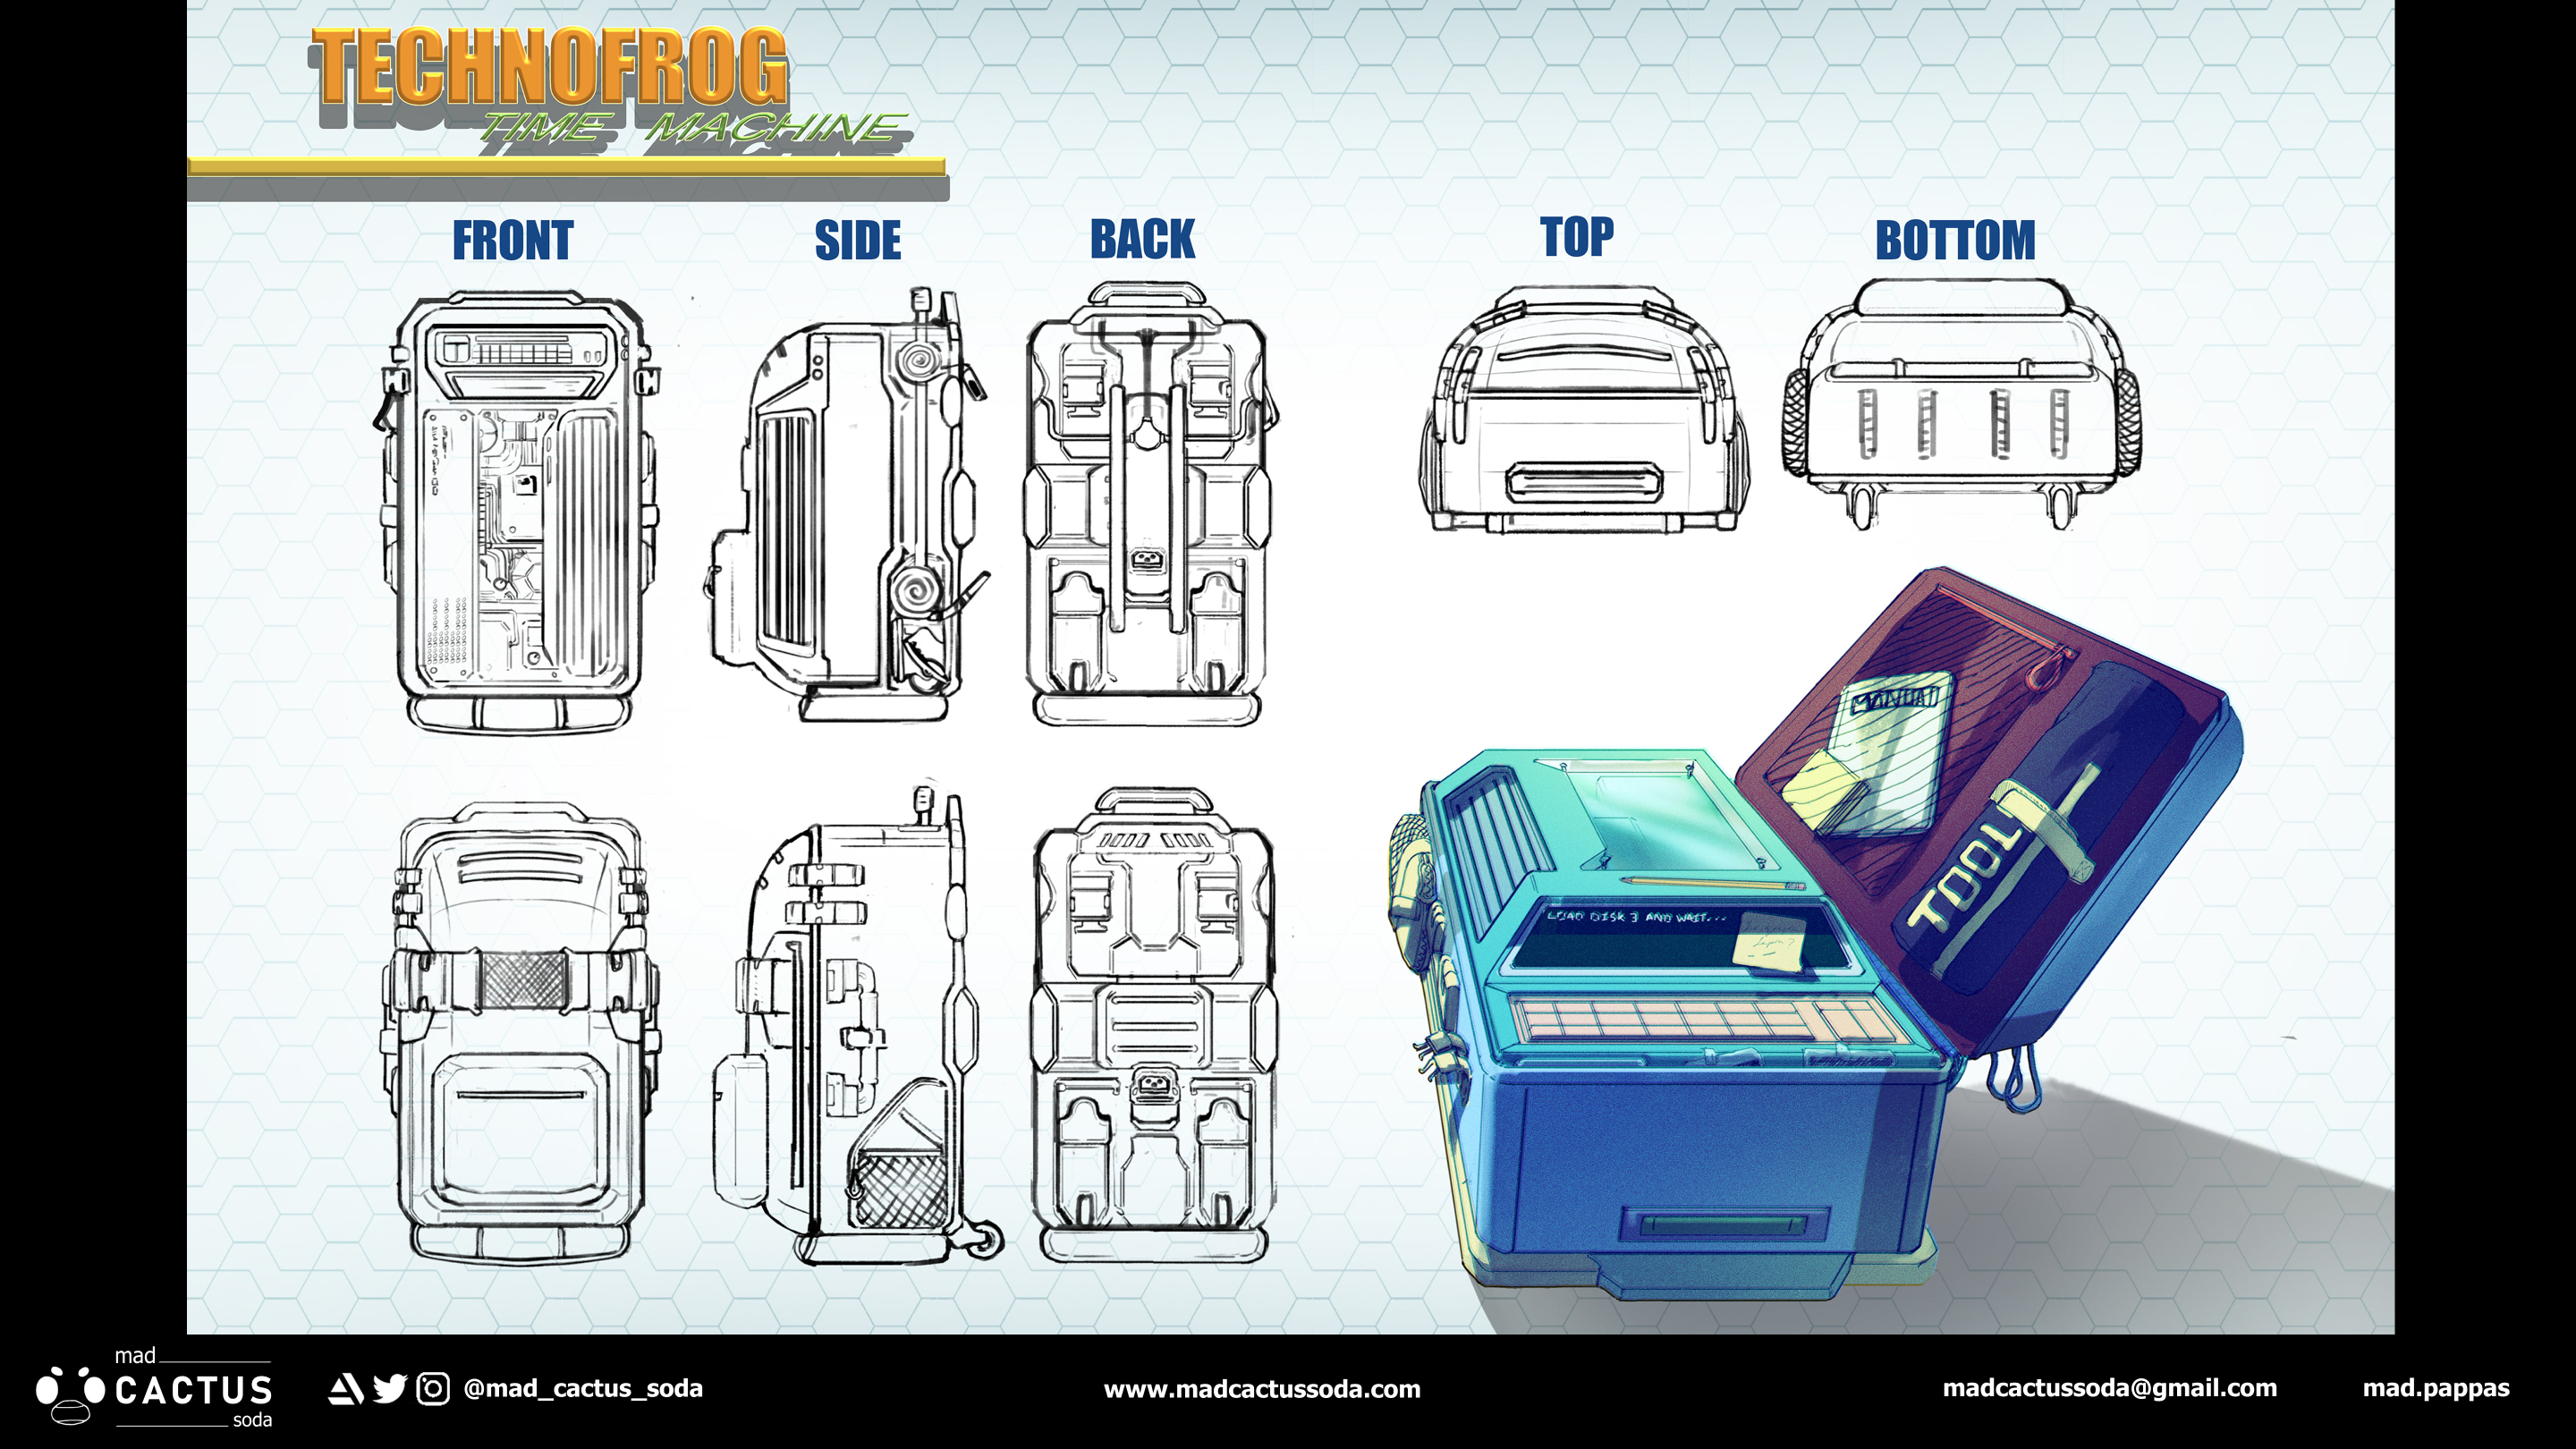 TECHNOFROG
TIME MACHINE
FRONT
SIDE
BACK
TOP
BOTTOM
MANUAL
TOOL
LOAD DISK 3 AND WAIT...
mad
CACTUS
soda
@mad_cactus_soda
www.madcactussoda.com
madcactussoda@gmail.com
mad.pappas